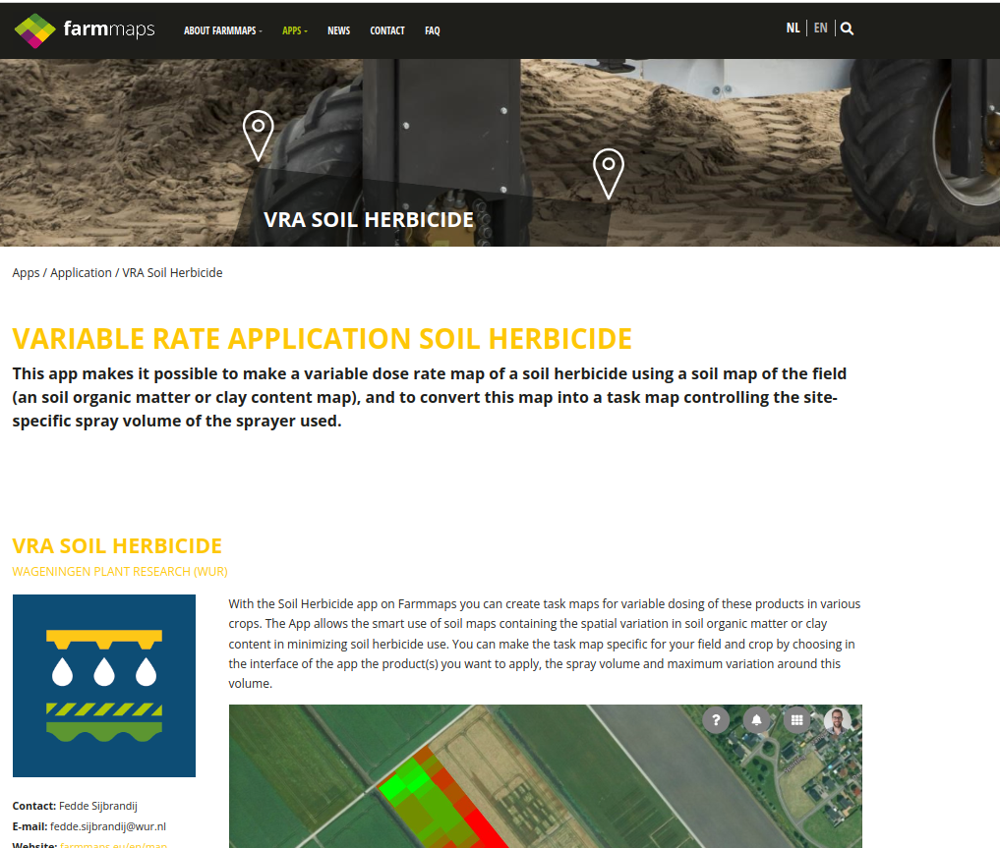 farmmaps
ABOUT FARMMAPS
APPS
NEWS
CONTACT
FAQ
NL
EN
VRA SOIL HERBICIDE
Apps / Application / VRA Soil Herbicide
VARIABLE RATE APPLICATION SOIL HERBICIDE
This app makes it possible to make a variable dose rate map of a soil herbicide using a soil map of the field
(an soil organic matter or clay content map), and to convert this map into a task map controlling the site-
specific spray volume of the sprayer used.
VRA SOIL HERBICIDE
WAGENINGEN PLANT RESEARCH (WUR)
With the Soil Herbicide app on Farmmaps you can create task maps for variable dosing of these products in various
crops. The App allows the smart use of soil maps containing the spatial variation in soil organic matter or clay
content in minimizing soil herbicide use. You can make the task map specific for your field and crop by choosing in
the interface of the app the product(s) you want to apply, the spray volume and maximum variation around this
volume.
?
Contact: Fedde Sijbrandij
E-mail: fedde.sijbrandij@wur.nl
Website: farmmaps.eu/en/map